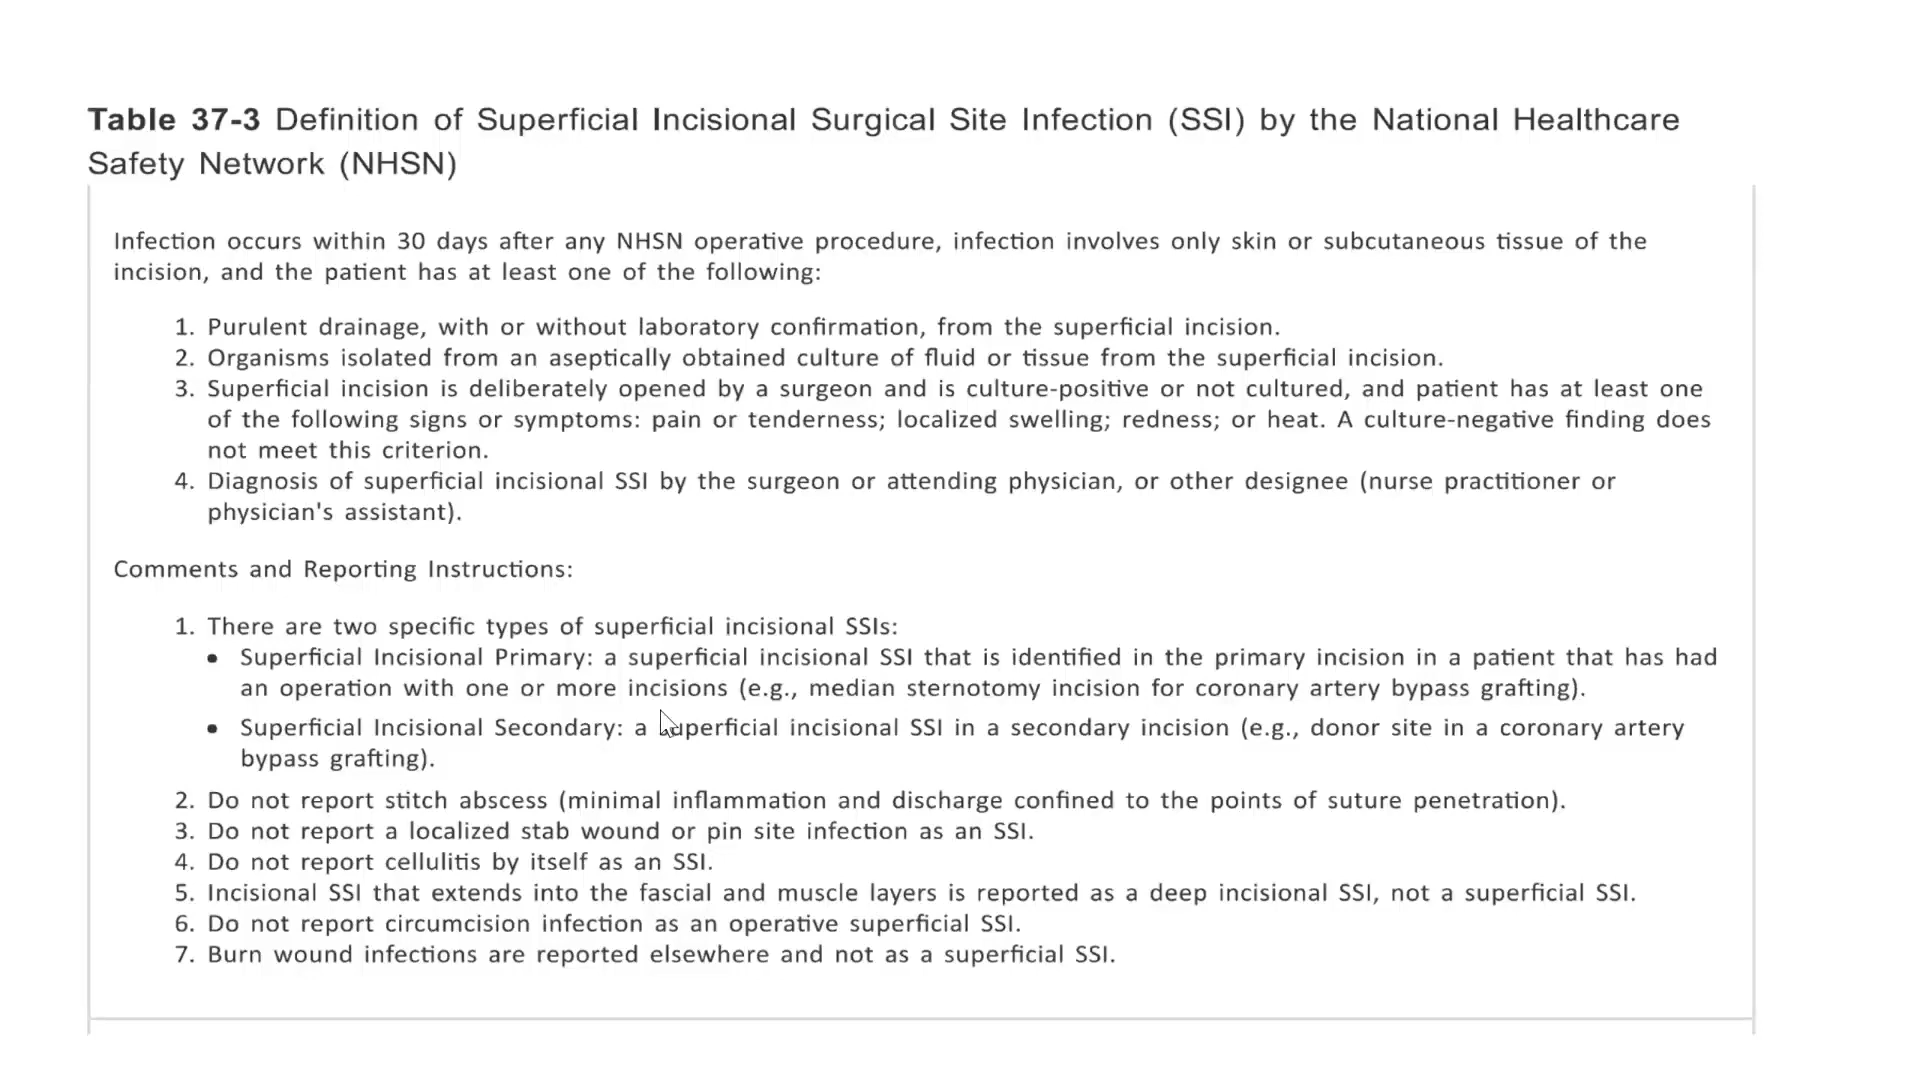 Table 37-3 Definition of Superficial Incisional Surgical Site Infection (SSI) by the National Healthcare
Safety Network (NHSN)
Infection occurs within 30 days after any NHSN operative procedure, infection involves only skin or subcutaneous tissue of the
incision, and the patient has at least one of the following:
1. Purulent drainage, with or without laboratory confirmation, from the superficial incision.
2. Organisms isolated from an aseptically obtained culture of fluid or tissue from the superficial incision.
3. Superficial incision is deliberately opened by a surgeon and is culture-positive or not cultured, and patient has at least one
of the following signs or symptoms: pain or tenderness; localized swelling; redness; or heat. A culture-negative finding does
not meet this criterion.
4. Diagnosis of superficial incisional SSI by the surgeon or attending physician, or other designee (nurse practitioner or
physician's assistant).
Comments and Reporting Instructions:
1. There are two specific types of superficial incisional SSIs:
• Superficial Incisional Primary: a superficial incisional SSI that is identified in the primary incision in a patient that has had
an operation with one or more incisions (e.g., median sternotomy incision for coronary artery bypass grafting).
• Superficial Incisional Secondary: a superficial incisional SSI in a secondary incision (e.g., donor site in a coronary artery
bypass grafting).
2. Do not report stitch abscess (minimal inflammation and discharge confined to the points of suture penetration).
3. Do not report a localized stab wound or pin site infection as an SSI.
4. Do not report cellulitis by itself as an SSI.
5. Incisional SSI that extends into the fascial and muscle layers is reported as a deep incisional SSI, not a superficial SSI.
6. Do not report circumcision infection as an operative superficial SSI.
7. Burn wound infections are reported elsewhere and not as a superficial SSI.